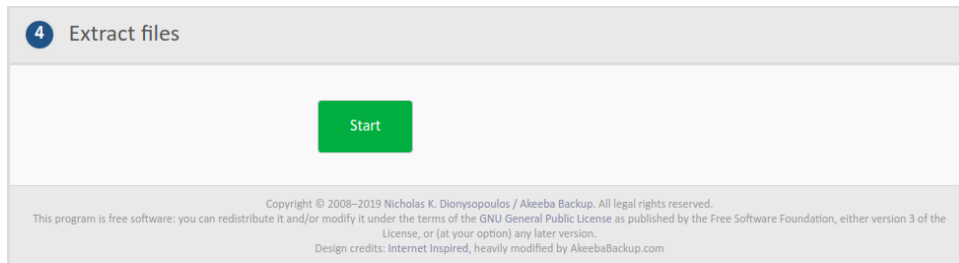 4 Extract files
Start
Copyright © 2008–2019 Nicholas K. Dionysopoulos / Akeeba Backup. All legal rights reserved.
This program is free software: you can redistribute it and/or modify it under the terms of the GNU General Public License as published by the Free Software Foundation, either version 3 of the
License, or (at your option) any later version.
Design credits: Internet Inspired, heavily modified by AkeebaBackup.com